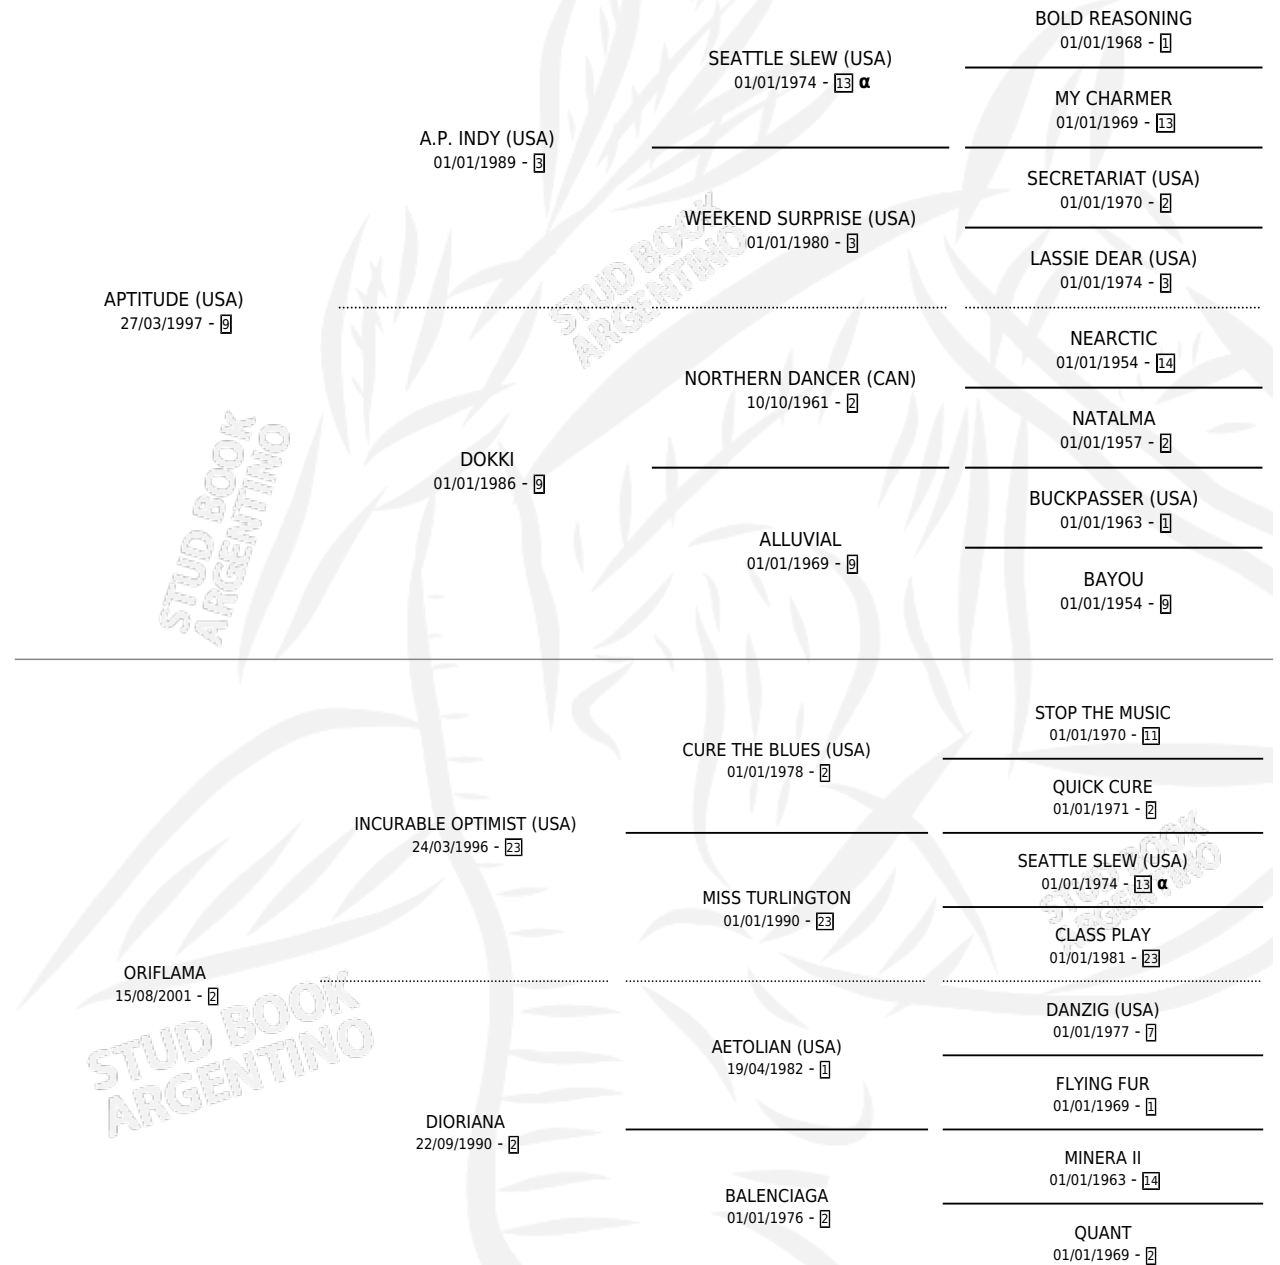 BOLD REASONING
01/01/1968 - 1
SEATTLE SLEW (USA)
01/01/1974 - 13 α
MY CHARMER
01/01/1969 - 13
A.P. INDY (USA)
01/01/1989 - 3
SECRETARIAT (USA)
01/01/1970 - 2
WEEKEND SURPRISE (USA)
01/01/1980 - 3
LASSIE DEAR (USA)
01/01/1974 - 3
APTITUDE (USA)
27/03/1997 - 9
NEARCTIC
01/01/1954 - 14
NORTHERN DANCER (CAN)
10/10/1961 - 2
NATALMA
01/01/1957 - 2
DOKKI
01/01/1986 - 9
BUCKPASSER (USA)
01/01/1963 - 1
ALLUVIAL
01/01/1969 - 9
BAYOU
01/01/1954 - 9
STUD BOOK
ARGENTINO
STUD BOOK
ARGENTINO
STOP THE MUSIC
01/01/1970 - 11
CURE THE BLUES (USA)
01/01/1978 - 2
QUICK CURE
01/01/1971 - 2
INCURABLE OPTIMIST (USA)
24/03/1996 - 23
SEATTLE SLEW (USA)
01/01/1974 - 13 α
MISS TURLINGTON
01/01/1990 - 23
CLASS PLAY
01/01/1981 - 23
ORIFLAMA
15/08/2001 - 2
DANZIG (USA)
01/01/1977 - 7
AETOLIAN (USA)
19/04/1982 - 1
FLYING FUR
01/01/1969 - 1
DIORIANA
22/09/1990 - 2
MINERA II
01/01/1963 - 14
BALENCIAGA
01/01/1976 - 2
QUANT
01/01/1969 - 2
STUD BOOK
ARGENTINO
STUD BOOK
ARGENTINO